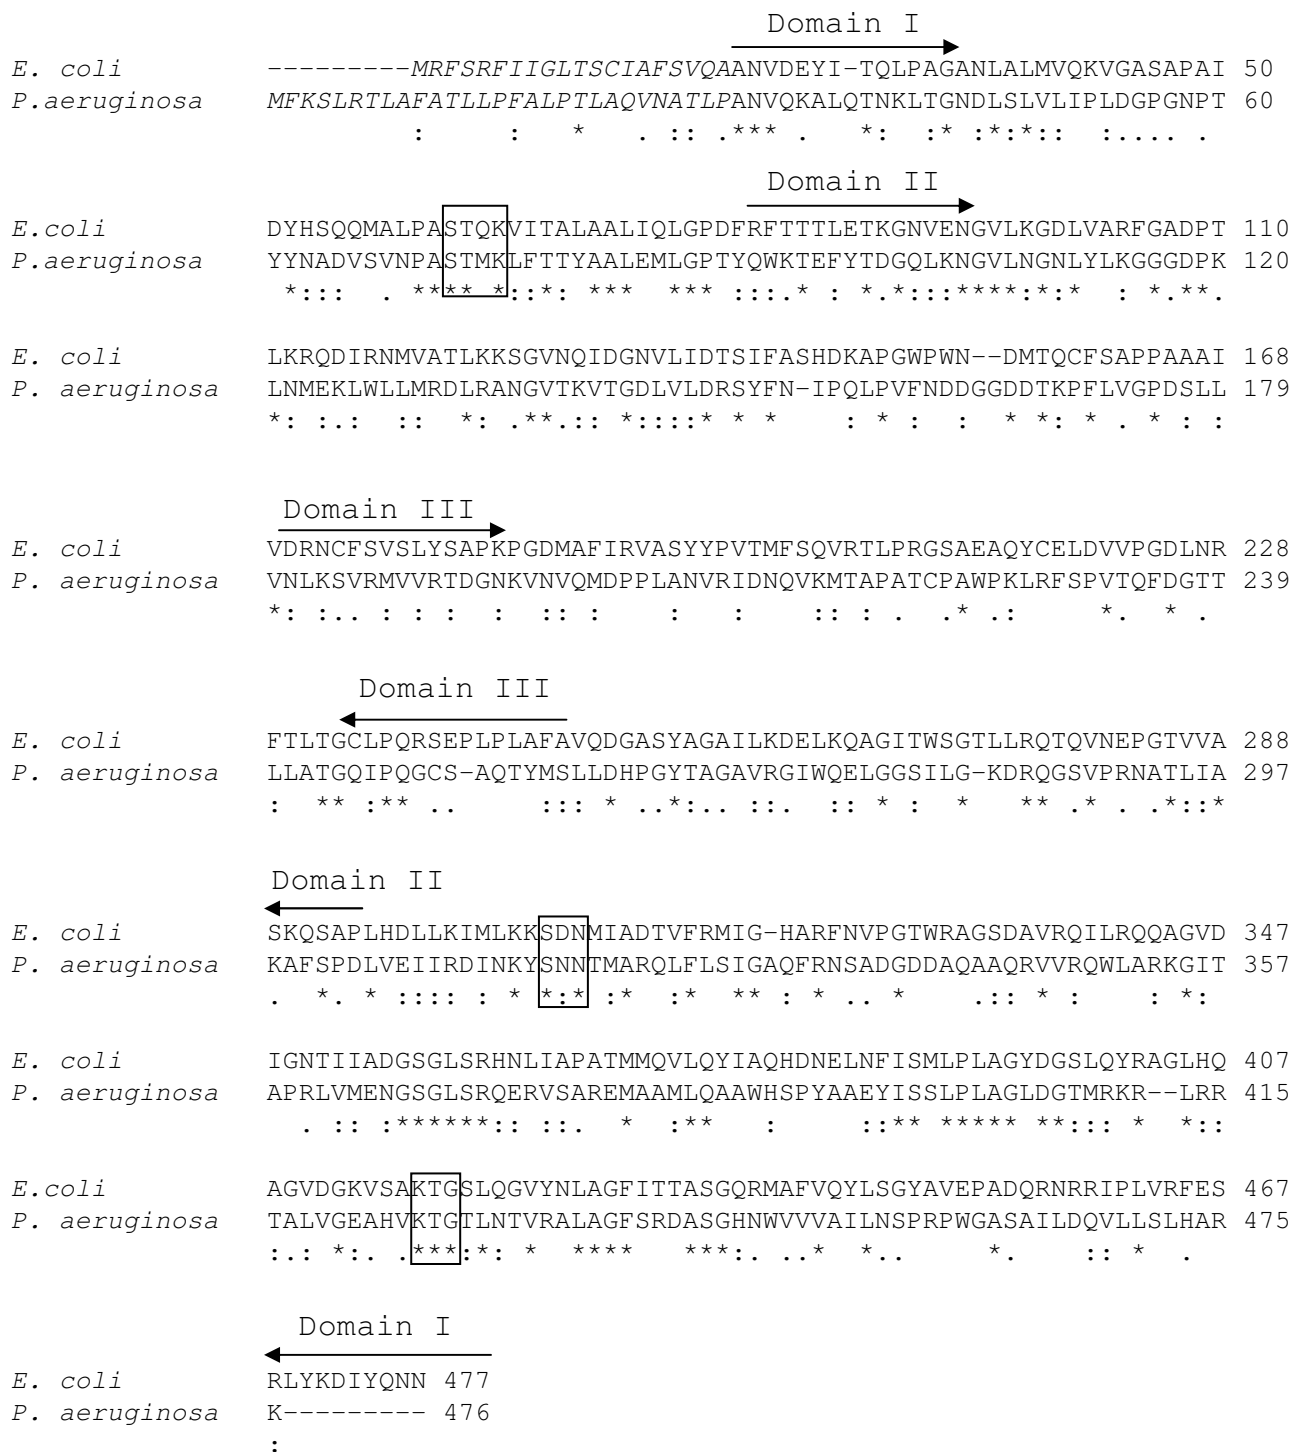 Domain I
E. coli ---------MRFSRFIIGLTSCIAFSVQAANVDEYI-TQLPAGANLALMVQKVGASAPAI 50
P.aeruginosa MFKSLRTLAFATLLPFALPTLAQVNATLPANVQKALQTNKLTGNDLSLVLIPLDGPGNPT 60
: : * . :: .*** . *: :* :*:*:: :.... .
Domain II
E.coli DYHSQQMALPASTQKVITALAALIQLGPDFRFTTTLETKGNVENGVLKGDLVARFGADPT 110
P.aeruginosa YYNADVSVNPASTMKLFTTYAALEMLGPTYQWKTEFYTDGQLKNGVLNGNLYLKGGGDPK 120
*::: . **** *::*: *** *** :::.* : *.*:::****:*:* : *.**.
E. coli LKRQDIRNMVATLKKSGVNQIDGNVLIDTSIFASHDKAPGWPWN--DMTQCFSAPPAAAI 168
P. aeruginosa LNMEKLWLLMRDLRANGVTKVTGDLVLDRSYFN-IPQLPVFNDDGGDDTKPFLVGPDSLL 179
*: :.: :: *: .**.:: *::::* * * : * : : * *: * . * : :
Domain III
E. coli VDRNCFSVSLYSAPKPGDMAFIRVASYYPVTMFSQVRTLPRGSAEAQYCELDVVPGDLNR 228
P. aeruginosa VNLKSVRMVVRTDGNKVNVQMDPPLANVRIDNQVKMTAPATCPAWPKLRFSPVTQFDGTT 239
*: :.. : : : : :: : : : :: : . .* .: *. * .
Domain III
E. coli FTLTGCLPQRSEPLPLAFAVQDGASYAGAILKDELKQAGITWSGTLLRQTQVNEPGTVVA 288
P. aeruginosa LLATGQIPQGCS-AQTYMSLLDHPGYTAGAVRGIWQELGGSILG-KDRQGSVPRNATLIA 297
: ** :** .. ::: * ..*:.. ::. :: * : * ** .* . .*::*
Domain II
E. coli SKQSAPLHDLLKIMLKKSDNMIADTVFRMIG-HARFNVPGTWRAGSDAVRQILRQQAGVD 347
P. aeruginosa KAFSPDLVEIIRDINKYSNNTMARQLFLSIGAQFRNSADGDDAQAAQRVVRQWLARKGIT 357
. *. * :::: : * *:* :* :* ** : * .. * .:: * : : *:
E. coli IGNTIIADGSGLSRHNLIAPATMMQVLQYIAQHDNELNFISMLPLAGYDGSLQYRAGLHQ 407
P. aeruginosa APRLVMENGSGLSRQERVSAREMAAMLQAAWHSPYAAEYISSLPLAGLDGTMRKR--LRR 415
. :: :******:: ::. * :** : ::** ***** **::: * *::
E.coli AGVDGKVSAKTGSLQGVYNLAGFITTASGQRMAFVQYLSGYAVEPADQRNRRIPLVRFES 467
P. aeruginosa TALVGEAHVKTGTLNTVRALAGFSRDASGHNWVVVAILNSPRPWGASAILDQVLLSLHAR 475
:.: *:. .***:*: * **** ***:. ..* *.. *. :: * .
Domain I
E. coli RLYKDIYQNN 477
P. aeruginosa K--------- 476
: